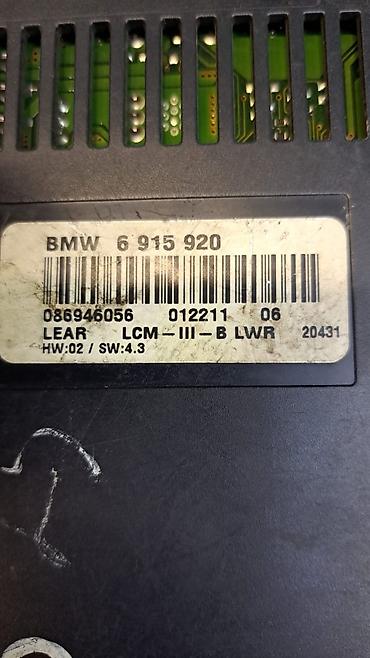 BMW 6 915 920
086946056 012211 06
LEAR LCM-III-B LWR 20431
HW:02 / SW:4.3